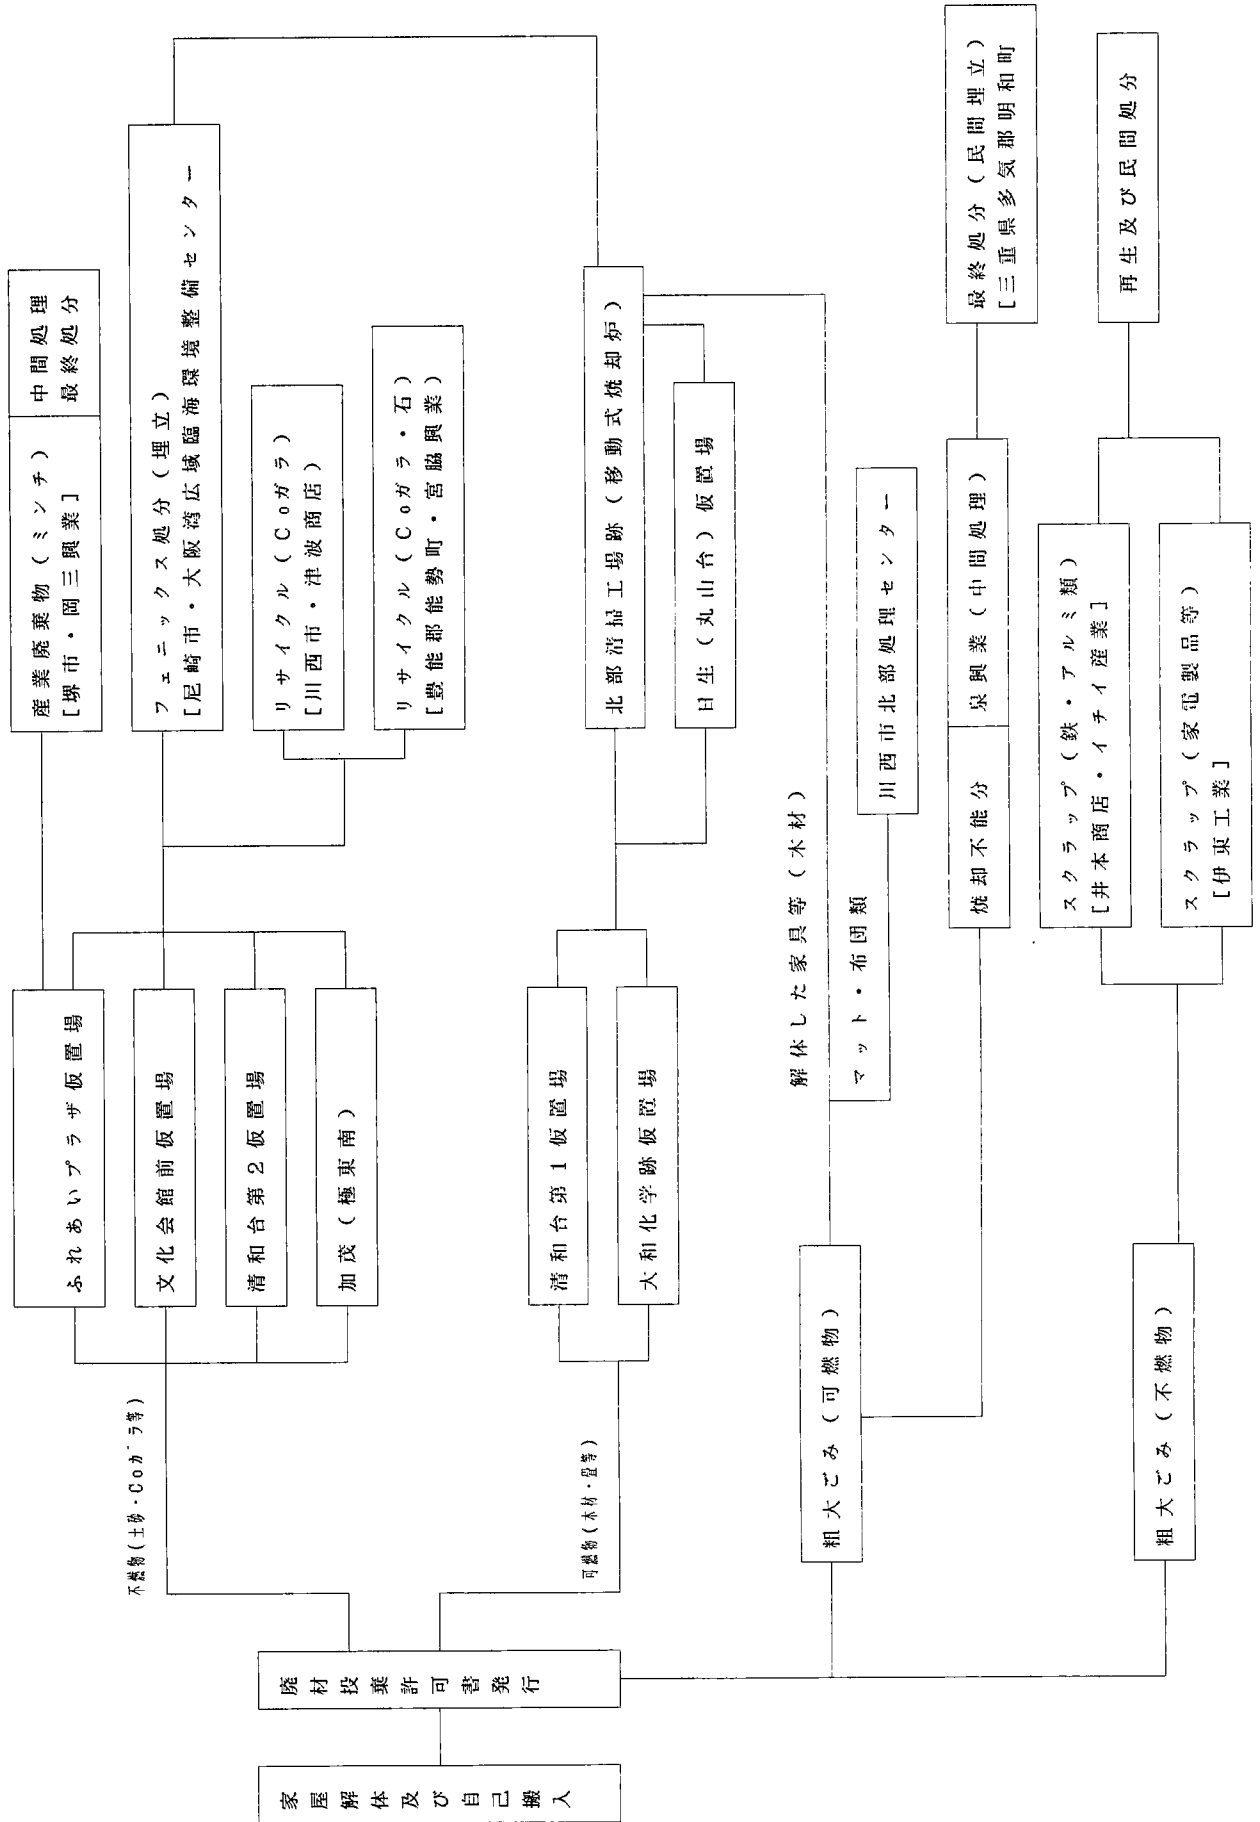 家屋解体及び自己搬入
廃材投棄許可書発行
不燃物(土砂・Coガラ等)
ふれあいプラザ仮置場
文化会館前仮置場
清和台第2仮置場
加茂(極東南)
産業廃棄物(ミンチ)
[堺市・岡三興業]
中間処理
最終処分
フェニックス処分(埋立)
[尼崎市・大阪湾広域臨海環境整備センター
リサイクル(Coガラ)
[川西市・津波商店]
リサイクル(Coガラ・石)
[豊能郡能勢町・宮脇興業]
可燃物(木材・畳等)
清和台第1仮置場
大和化学跡仮置場
北部清掃工場跡(移動式焼却炉)
日生(丸山台)仮置場
粗大ごみ(可燃物)
解体した家具等(木材)
マット・布団類
川西市北部処理センター
焼却不能分
泉興業(中間処理)
最終処分(民間埋立)
[三重県多気郡明和町
粗大ごみ(不燃物)
スクラップ(鉄・アルミ類)
[井本商店・イチイ産業]
スクラップ(家電製品等)
[伊東工業]
再生及び民間処分